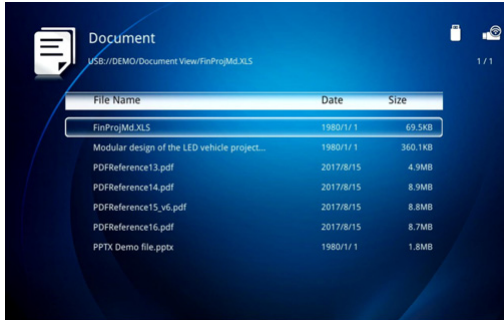 Document
USB://DEMO/Document View/FinProjMd.XLS
1/1
File Name Date Size
FinProjMd.XLS 1980/1/1 69.5KB
Modular design of the LED vehicle project... 1980/1/1 360.1KB
PDFReference13.pdf 2017/8/15 4.9MB
PDFReference14.pdf 2017/8/15 8.9MB
PDFReference15_v6.pdf 2017/8/15 8.8MB
PDFReference16.pdf 2017/8/15 8.7MB
PPTX Demo file.pptx 1980/1/1 1.8MB